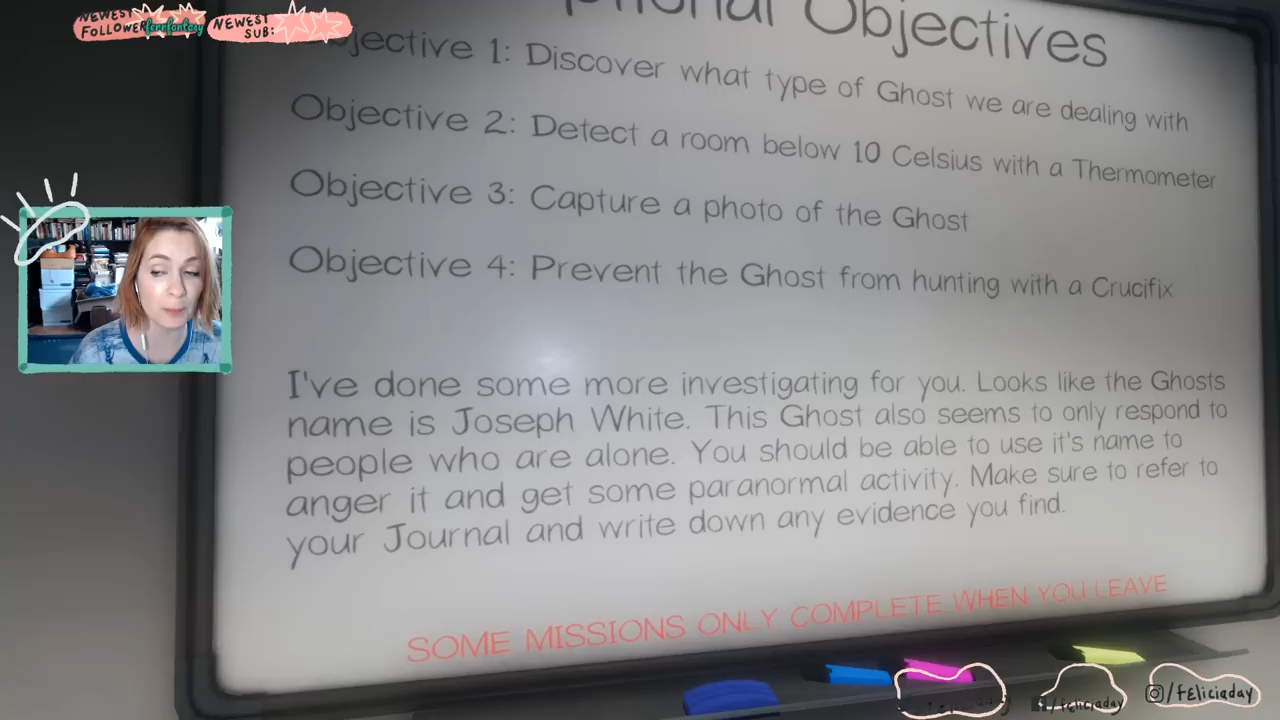 NEWEST
FOLLOWER fernfantasy
NEWEST
SUB:
Objectives
Objective 1: Discover what type of Ghost we are dealing with
Objective 2: Detect a room below 10 Celsius with a Thermometer
Objective 3: Capture a photo of the Ghost
Objective 4: Prevent the Ghost from hunting with a Crucifix
I've done some more investigating for you. Looks like the Ghosts
name is Joseph White. This Ghost also seems to only respond to
people who are alone. You should be able to use it's name to
anger it and get some paranormal activity. Make sure to refer to
your Journal and write down any evidence you find.
SOME MISSIONS ONLY COMPLETE WHEN YOU LEAVE
/feliciaday
/feliciaday